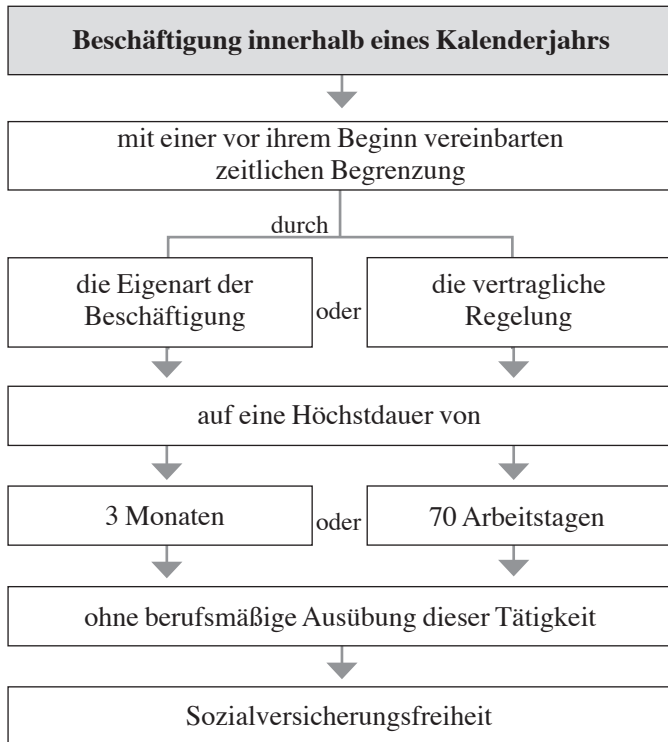 Beschäftigung innerhalb eines Kalenderjahrs
mit einer vor ihrem Beginn vereinbarten
zeitlichen Begrenzung
durch
die Eigenart der
Beschäftigung
oder
die vertragliche
Regelung
auf eine Höchstdauer von
3 Monaten
oder
70 Arbeitstagen
ohne berufsmäßige Ausübung dieser Tätigkeit
Sozialversicherungsfreiheit